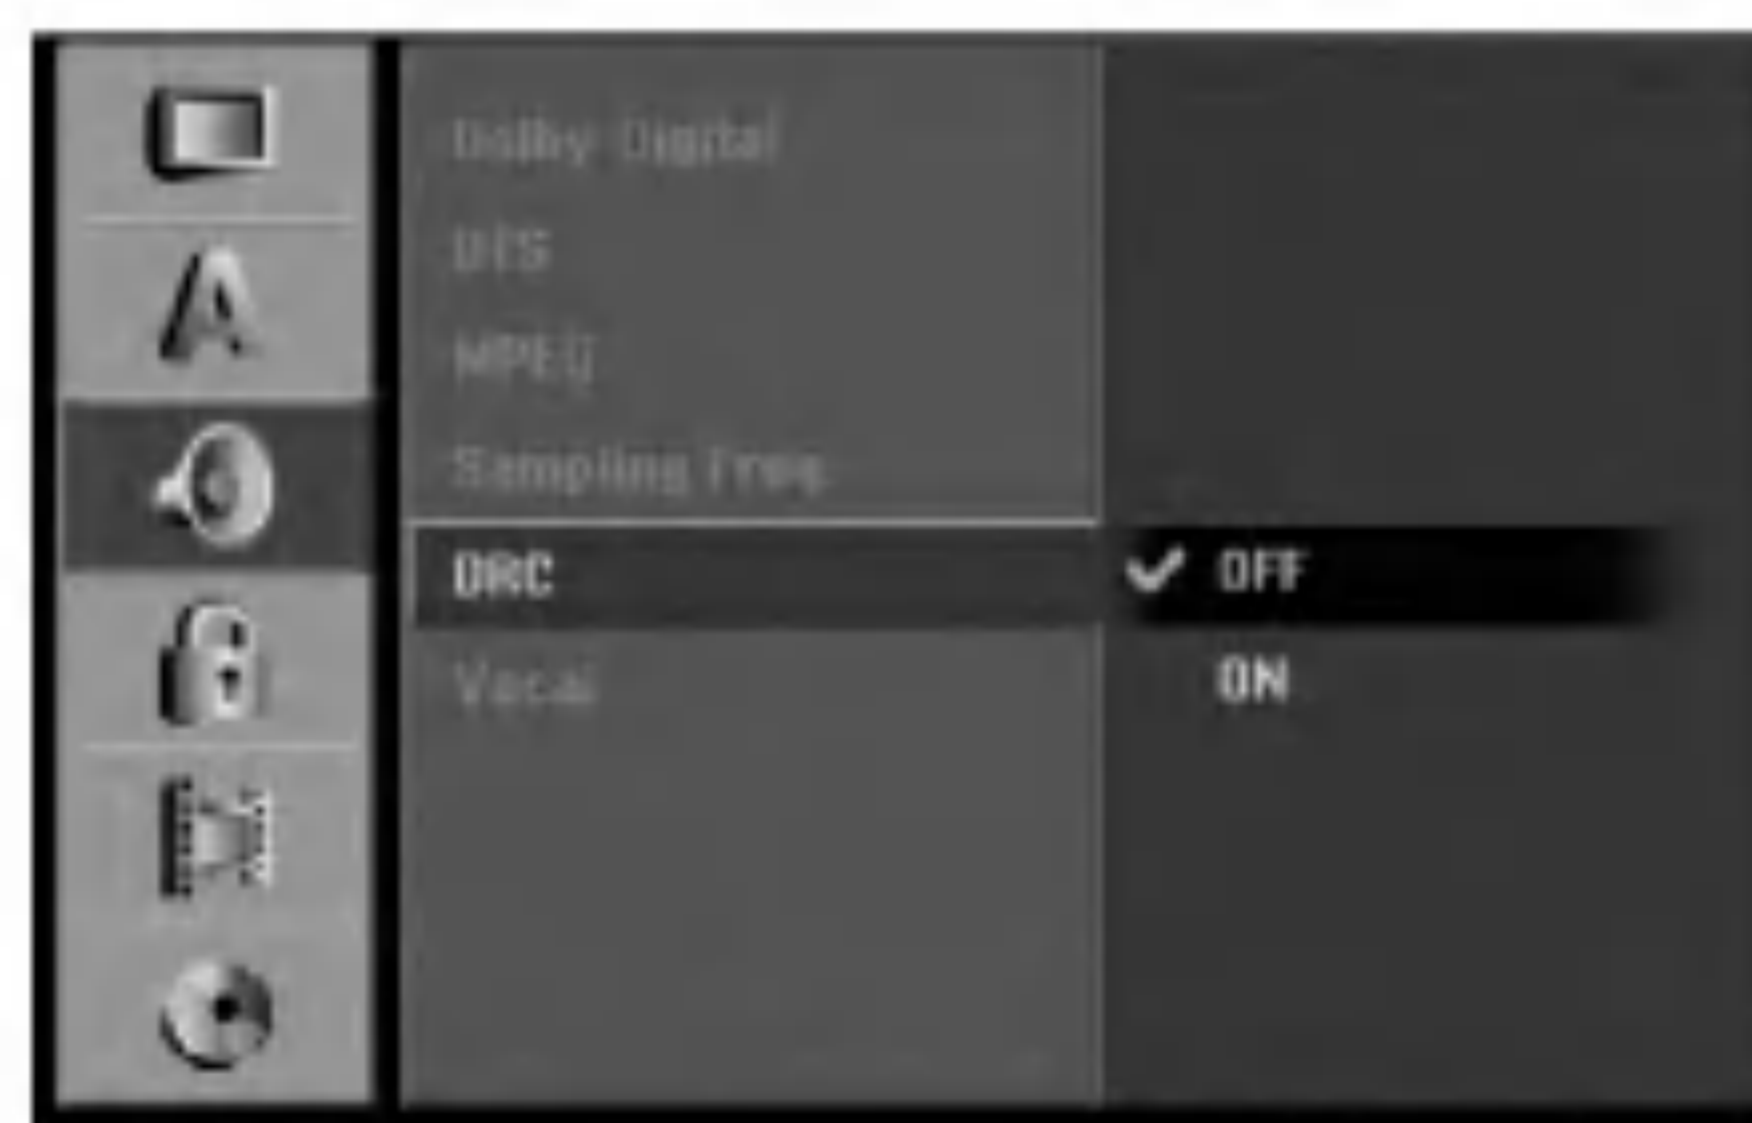 Dolby Digital
DTS
MPEG
Sampling Freq
DRC
OFF
ON
Vocal